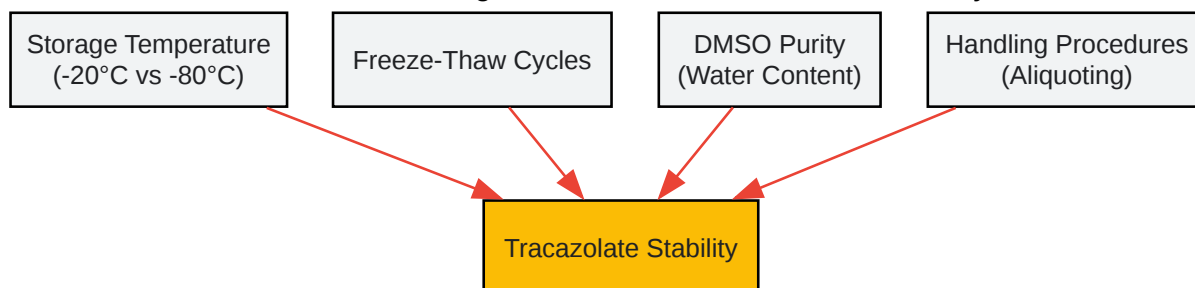 Storage Temperature
(-20°C vs -80°C)
Freeze-Thaw Cycles
DMSO Purity
(Water Content)
Handling Procedures
(Aliquoting)
Tracazolate Stability